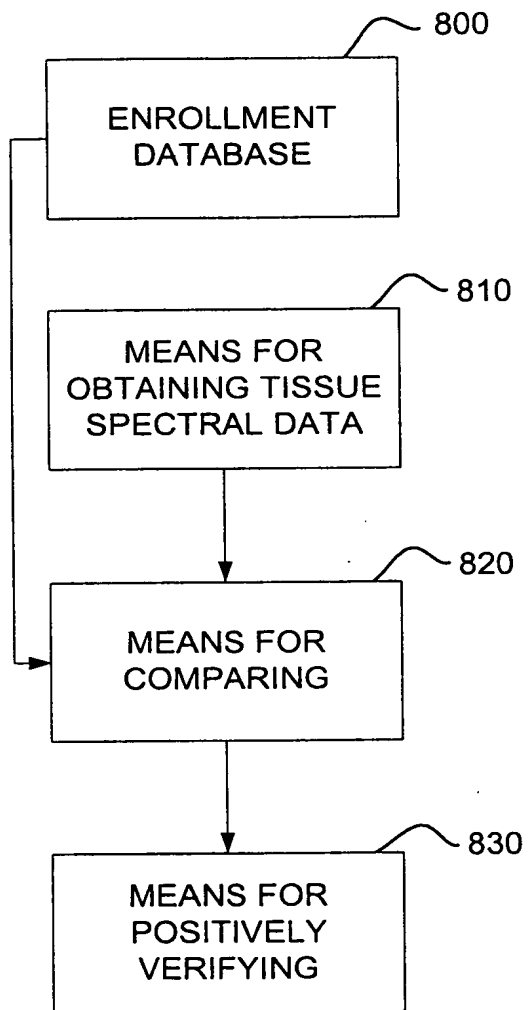 800
ENROLLMENT
DATABASE
810
MEANS FOR
OBTAINING TISSUE
SPECTRAL DATA
820
MEANS FOR
COMPARING
830
MEANS FOR
POSITIVELY
VERIFYING